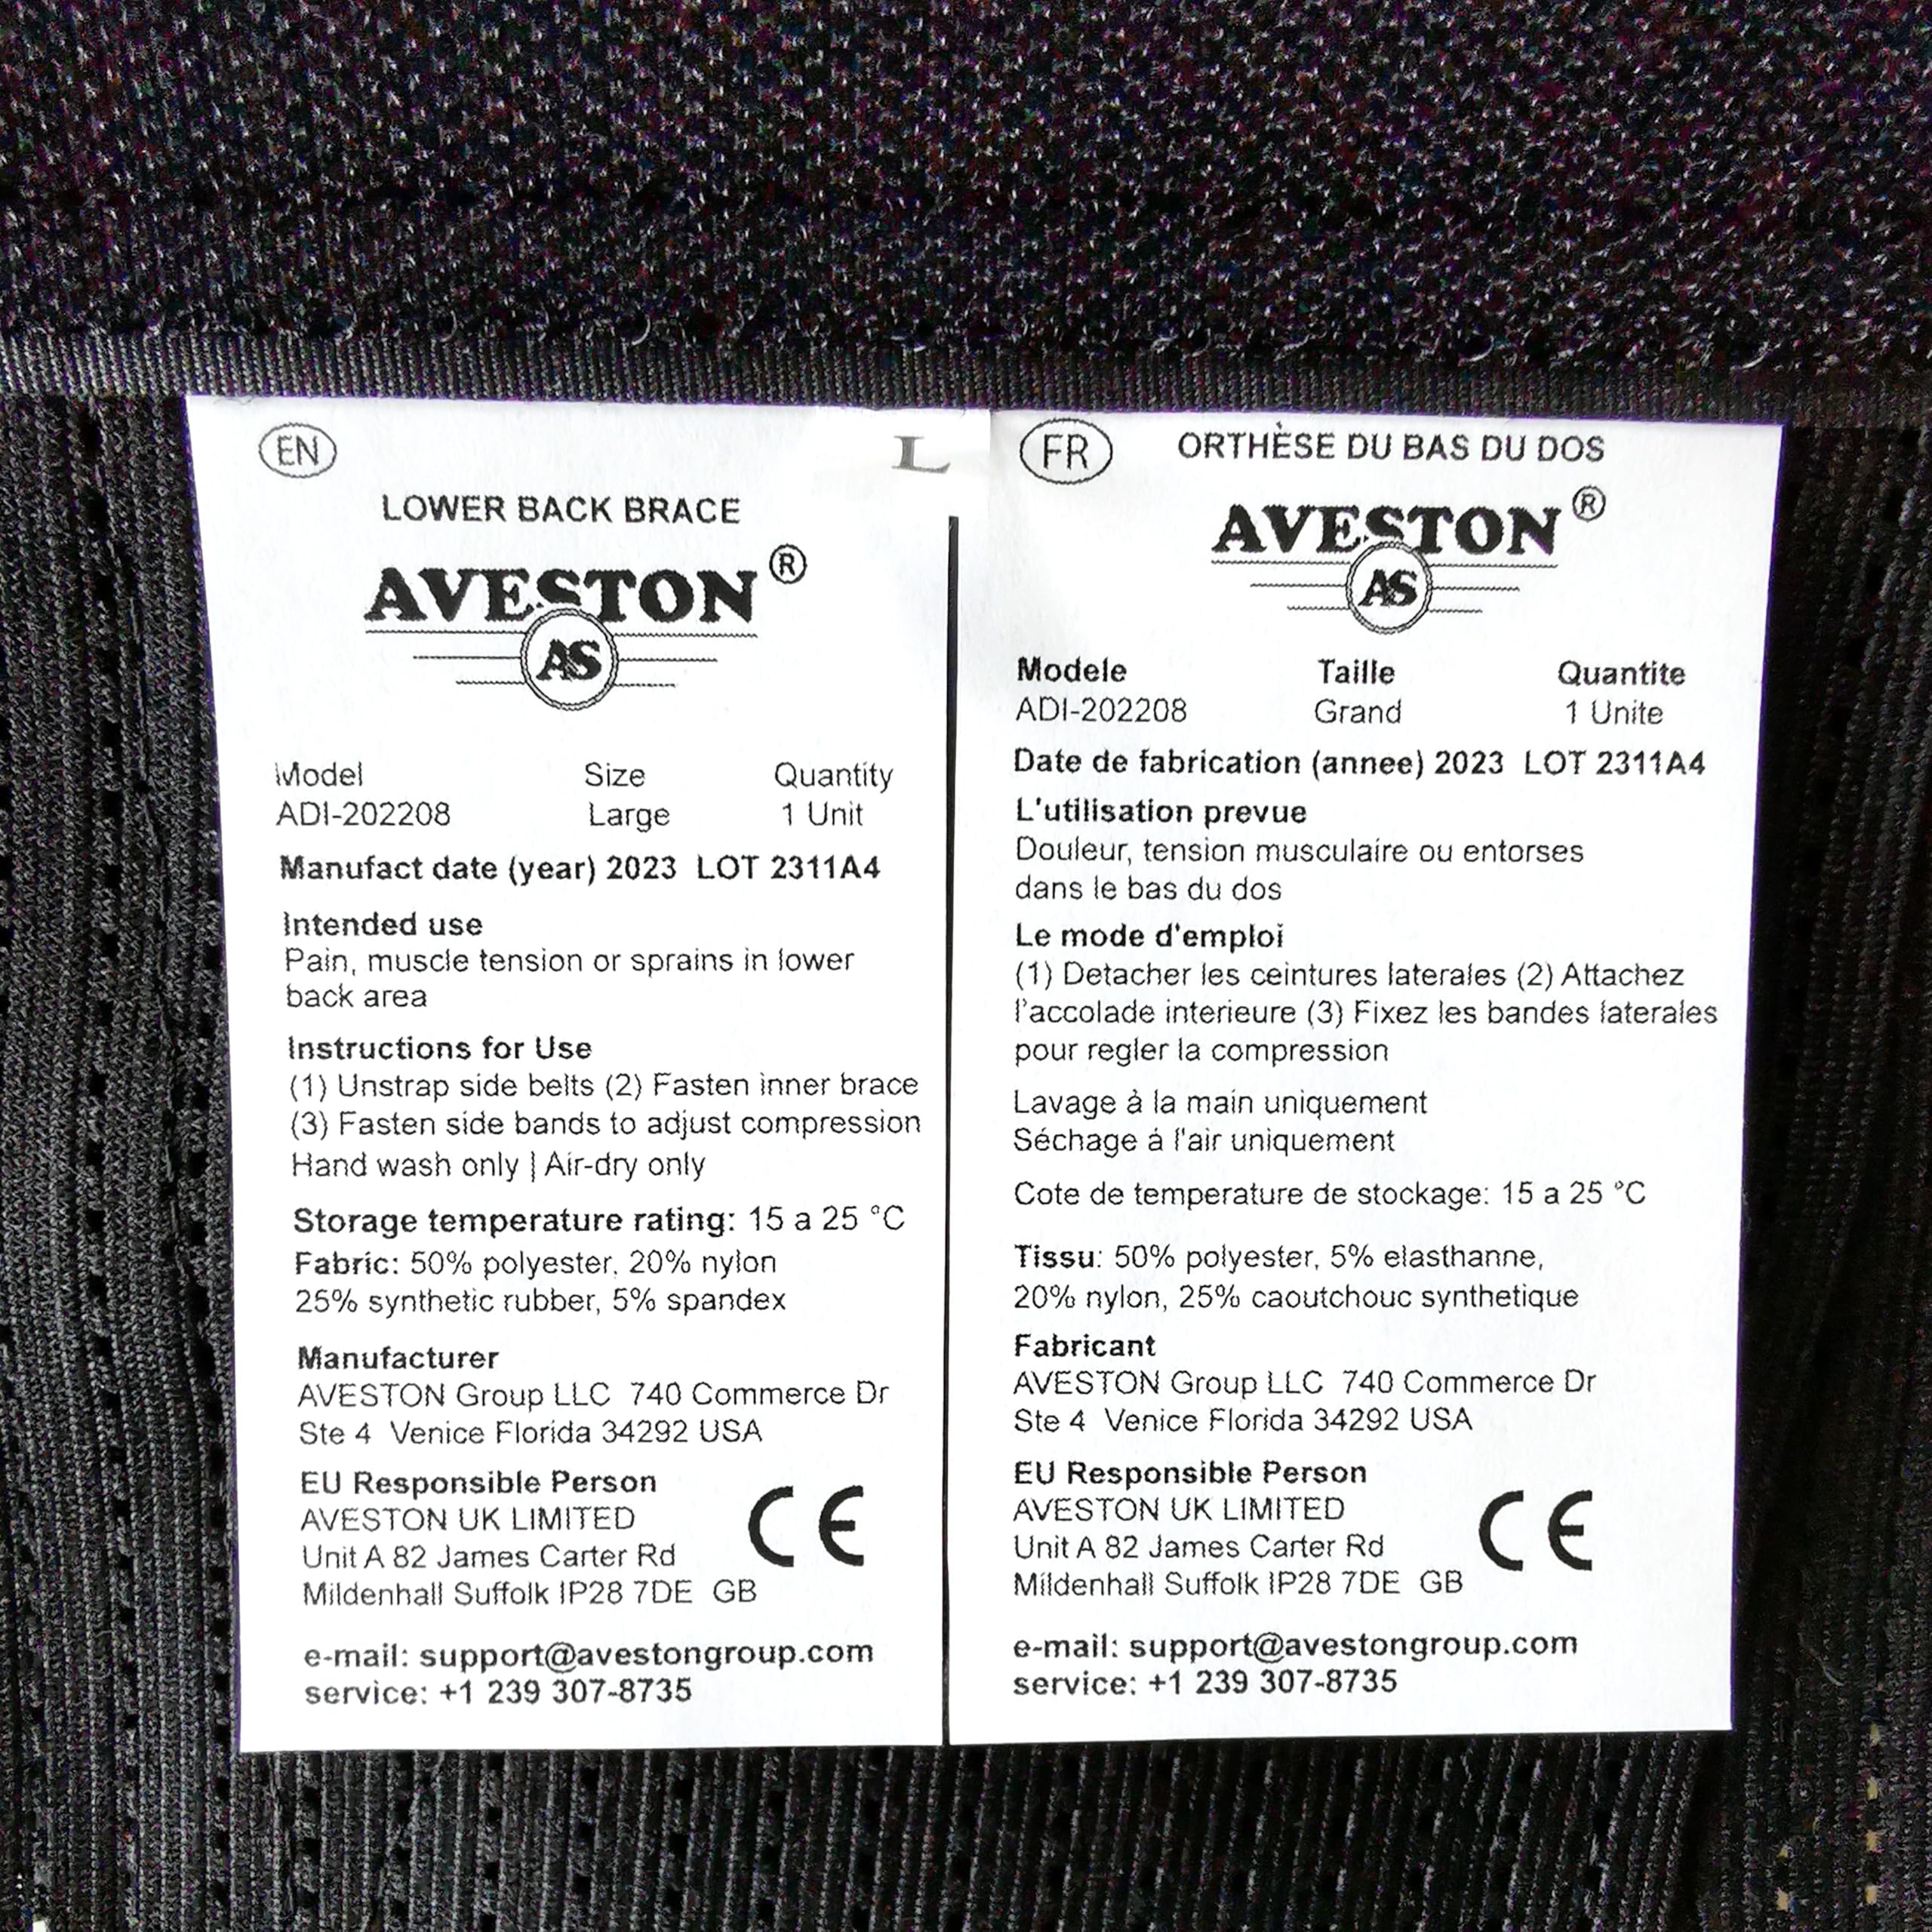 EN
L
LOWER BACK BRACE
AVESTON®
AS
Model Size Quantity
ADI-202208 Large 1 Unit
Manufact date (year) 2023 LOT 2311A4
Intended use
Pain, muscle tension or sprains in lower
back area
Instructions for Use
(1) Unstrap side belts (2) Fasten inner brace
(3) Fasten side bands to adjust compression
Hand wash only | Air-dry only
Storage temperature rating: 15 a 25 °C
Fabric: 50% polyester, 20% nylon
25% synthetic rubber, 5% spandex
Manufacturer
AVESTON Group LLC 740 Commerce Dr
Ste 4 Venice Florida 34292 USA
EU Responsible Person
AVESTON UK LIMITED
Unit A 82 James Carter Rd
Mildenhall Suffolk IP28 7DE GB
CE
e-mail: support@avestongroup.com
service: +1 239 307-8735
FR
ORTHÈSE DU BAS DU DOS
AVESTON®
AS
Modele Taille Quantite
ADI-202208 Grand 1 Unite
Date de fabrication (annee) 2023 LOT 2311A4
L'utilisation prevue
Douleur, tension musculaire ou entorses
dans le bas du dos
Le mode d'emploi
(1) Detacher les ceintures laterales (2) Attachez
l'accolade interieure (3) Fixez les bandes laterales
pour regler la compression
Lavage à la main uniquement
Séchage á l'air uniquement
Cote de temperature de stockage: 15 a 25 °C
Tissu: 50% polyester, 5% elasthanne,
20% nylon, 25% caoutchouc synthetique
Fabricant
AVESTON Group LLC 740 Commerce Dr
Ste 4 Venice Florida 34292 USA
EU Responsible Person
AVESTON UK LIMITED
Unit A 82 James Carter Rd
Mildenhall Suffolk IP28 7DE GB
CE
e-mail: support@avestongroup.com
service: +1 239 307-8735